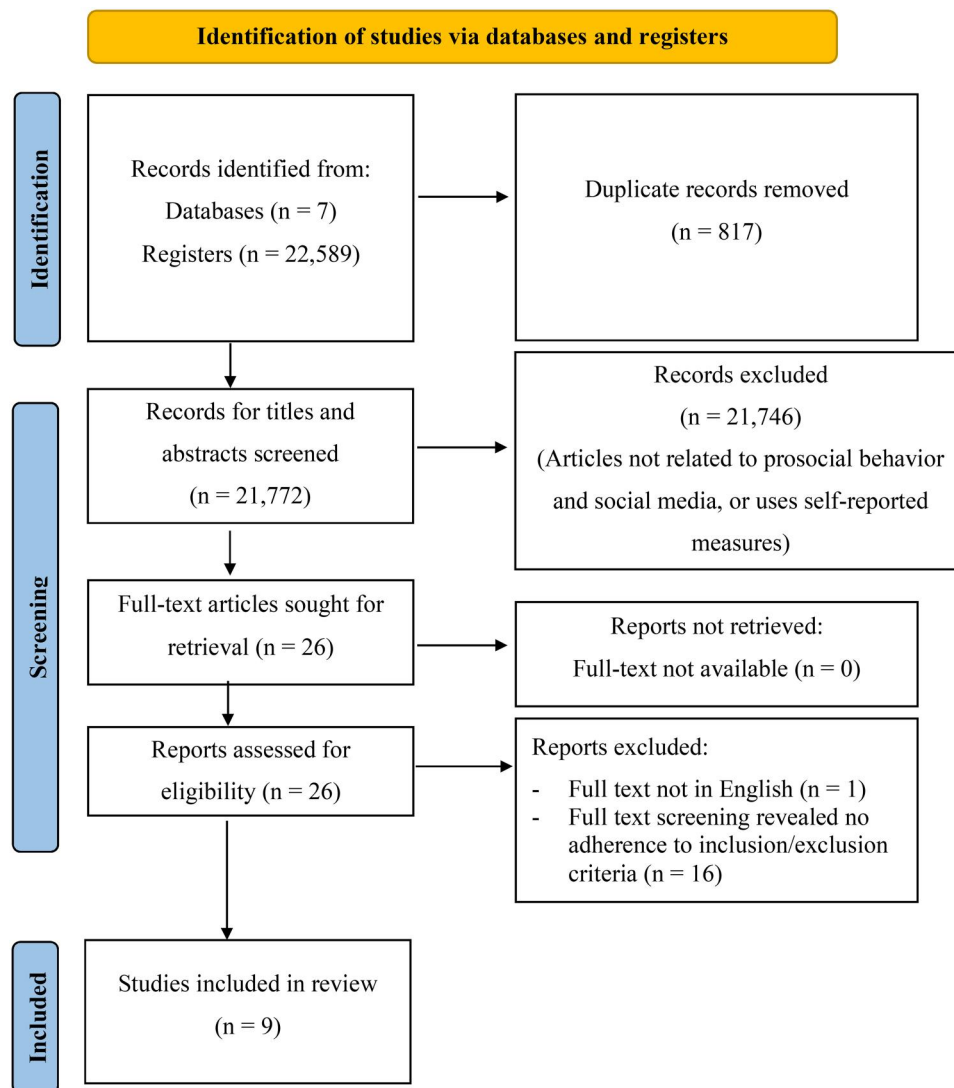 Identification of studies via databases and registers
Identification
Records identified from:
Databases (n = 7)
Registers (n = 22,589)
Duplicate records removed
(n = 817)
Screening
Records for titles and
abstracts screened
(n = 21,772)
Records excluded
(n = 21,746)
(Articles not related to prosocial behavior
and social media, or uses self-reported
measures)
Full-text articles sought for
retrieval (n = 26)
Reports not retrieved:
Full-text not available (n = 0)
Reports assessed for
eligibility (n = 26)
Reports excluded:
- Full text not in English (n = 1)
- Full text screening revealed no
adherence to inclusion/exclusion
criteria (n = 16)
Included
Studies included in review
(n = 9)